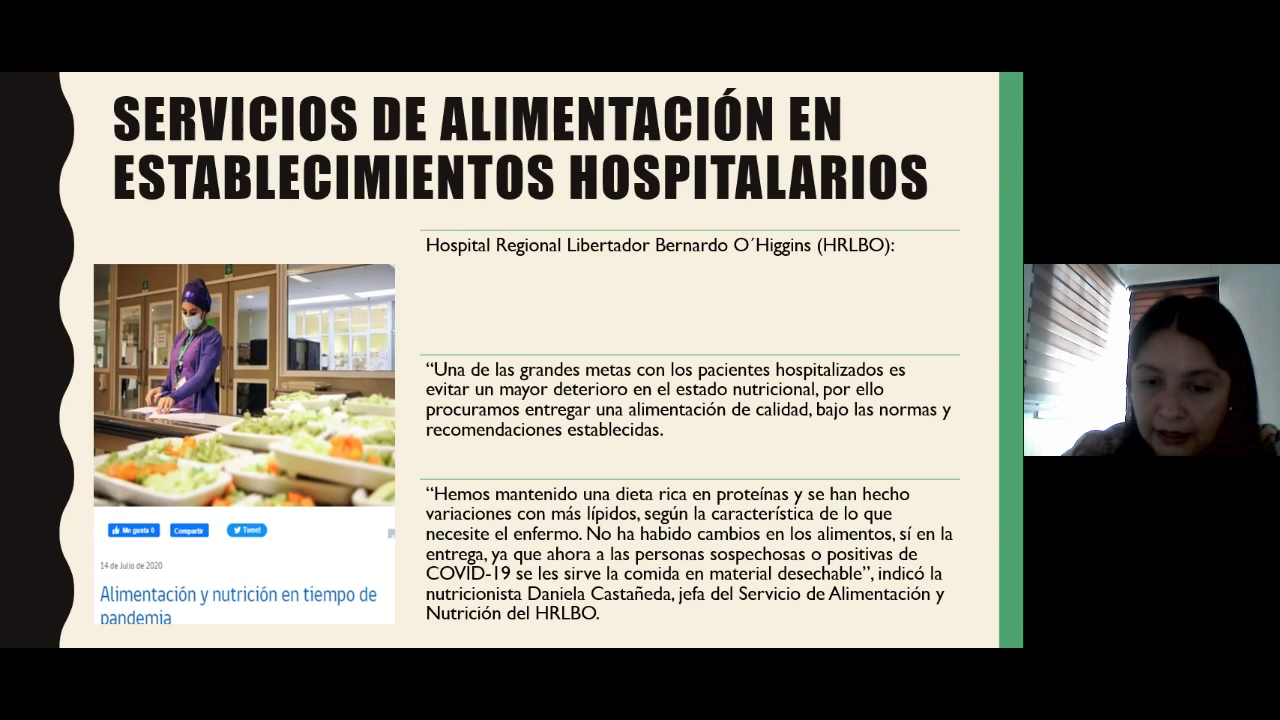 SERVICIOS DE ALIMENTACIÓN EN
ESTABLECIMIENTOS HOSPITALARIOS
Hospital Regional Libertador Bernardo O´Higgins (HRLBO):
“Una de las grandes metas con los pacientes hospitalizados es
evitar un mayor deterioro en el estado nutricional, por ello
procuramos entregar una alimentación de calidad, bajo las normas y
recomendaciones establecidas.
“Hemos mantenido una dieta rica en proteínas y se han hecho
variaciones con más lípidos, según la característica de lo que
necesite el enfermo. No ha habido cambios en los alimentos, sí en la
entrega, ya que ahora a las personas sospechosas o positivas de
COVID-19 se les sirve la comida en material desechable”, indicó la
nutricionista Daniela Castañeda, jefa del Servicio de Alimentación y
Nutrición del HRLBO.
Me gusta 0 Compartir Tweet
14 de Julio de 2020
Alimentación y nutrición en tiempo de
pandemia